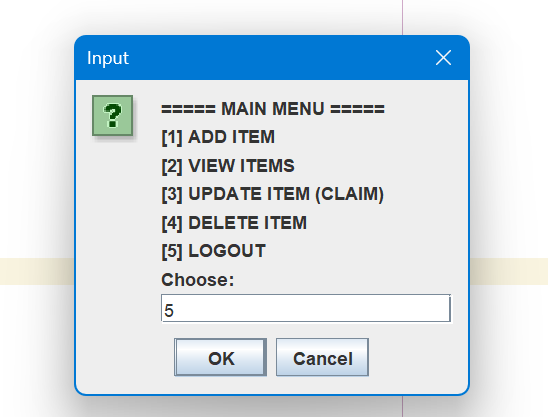 Input
===== MAIN MENU =====
[1] ADD ITEM
[2] VIEW ITEMS
[3] UPDATE ITEM (CLAIM)
[4] DELETE ITEM
[5] LOGOUT
Choose:
5
OK Cancel